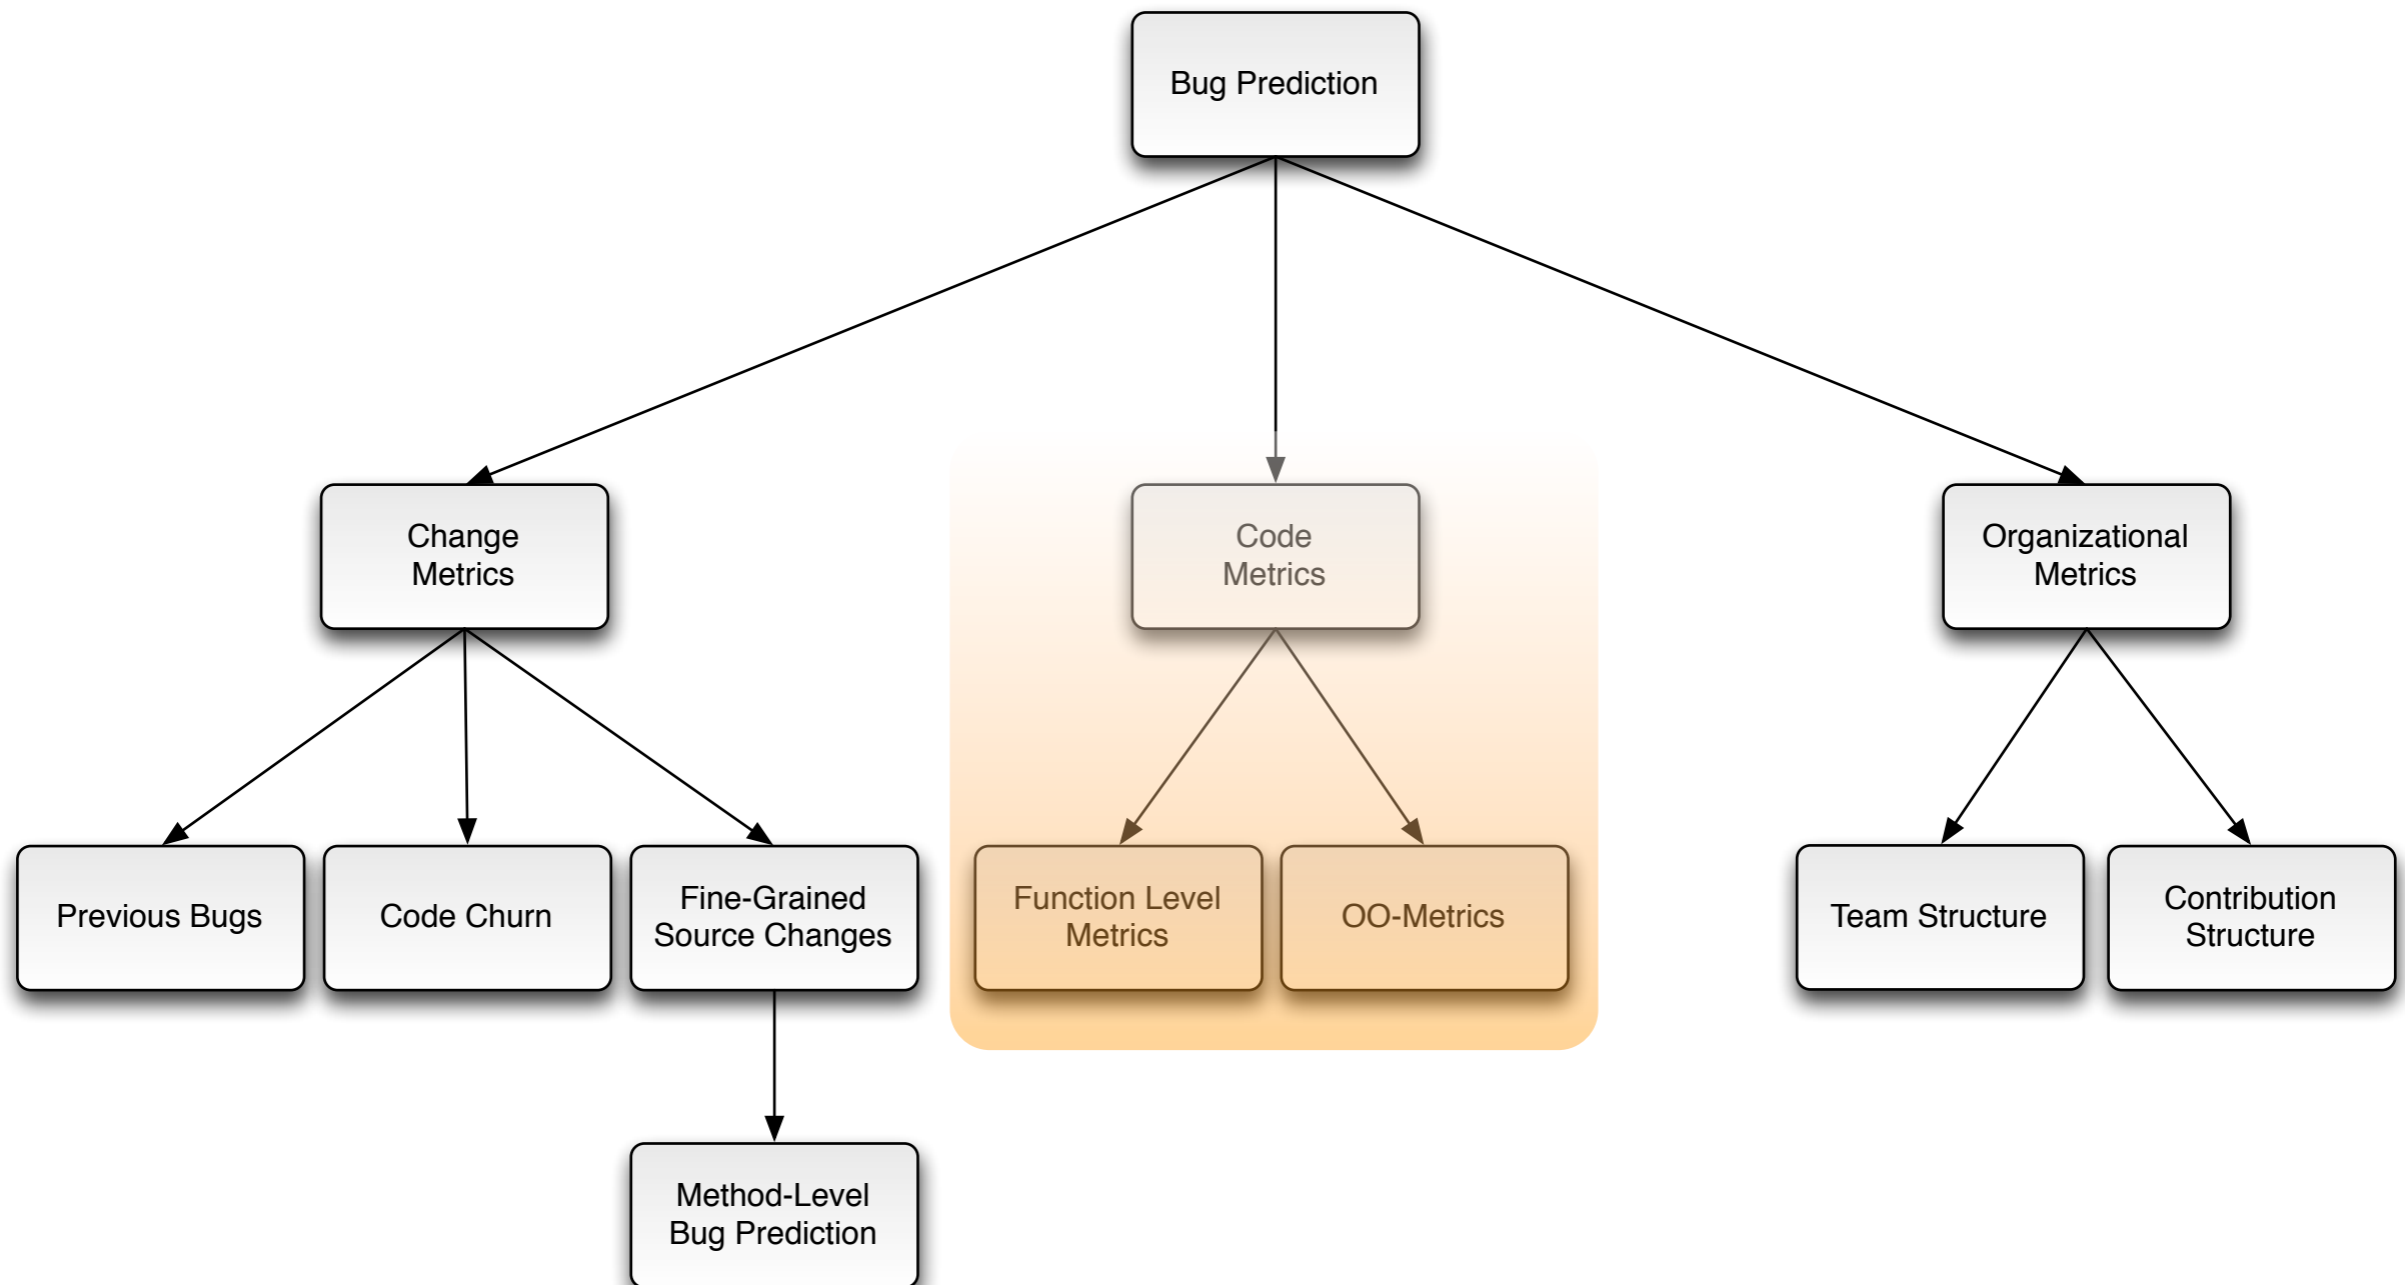 Bug Prediction
Change
Metrics
Code
Metrics
Organizational
Metrics
Previous Bugs
Code Churn
Fine-Grained
Source Changes
Function Level
Metrics
OO-Metrics
Team Structure
Contribution
Structure
Method-Level
Bug Prediction